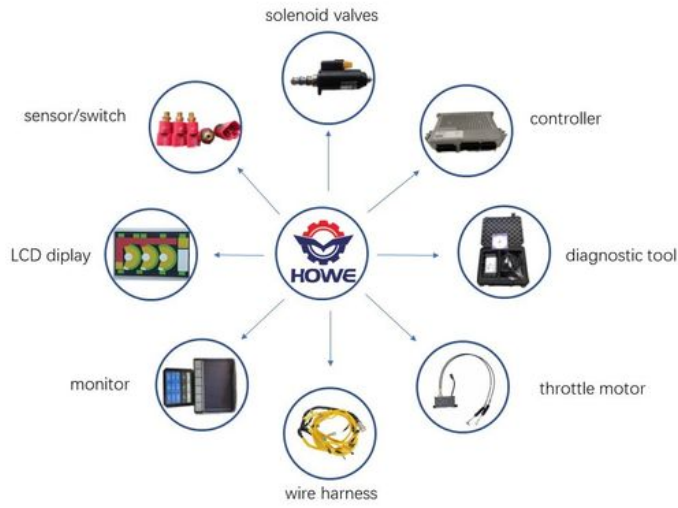 solenoid valves
sensor/switch
controller
LCD diplay
HOWE
diagnostic tool
monitor
throttle motor
wire harness